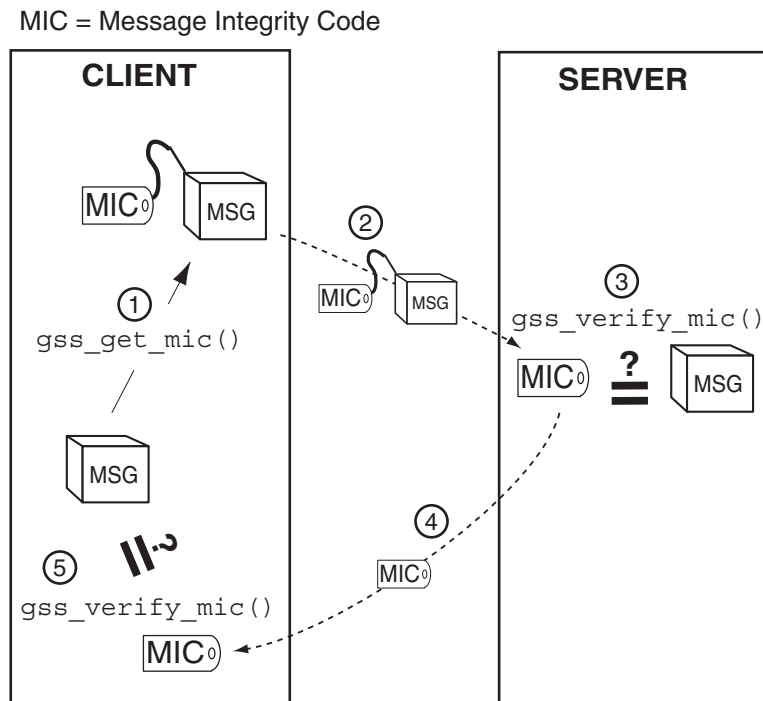 MIC = Message Integrity Code
CLIENT
SERVER
MIC
MSG
2
MIC
MSG
1
gss_get_mic()
3
gss_verify_mic()
MIC
?
MSG
MSG
4
MIC
5
?
gss_verify_mic()
MIC